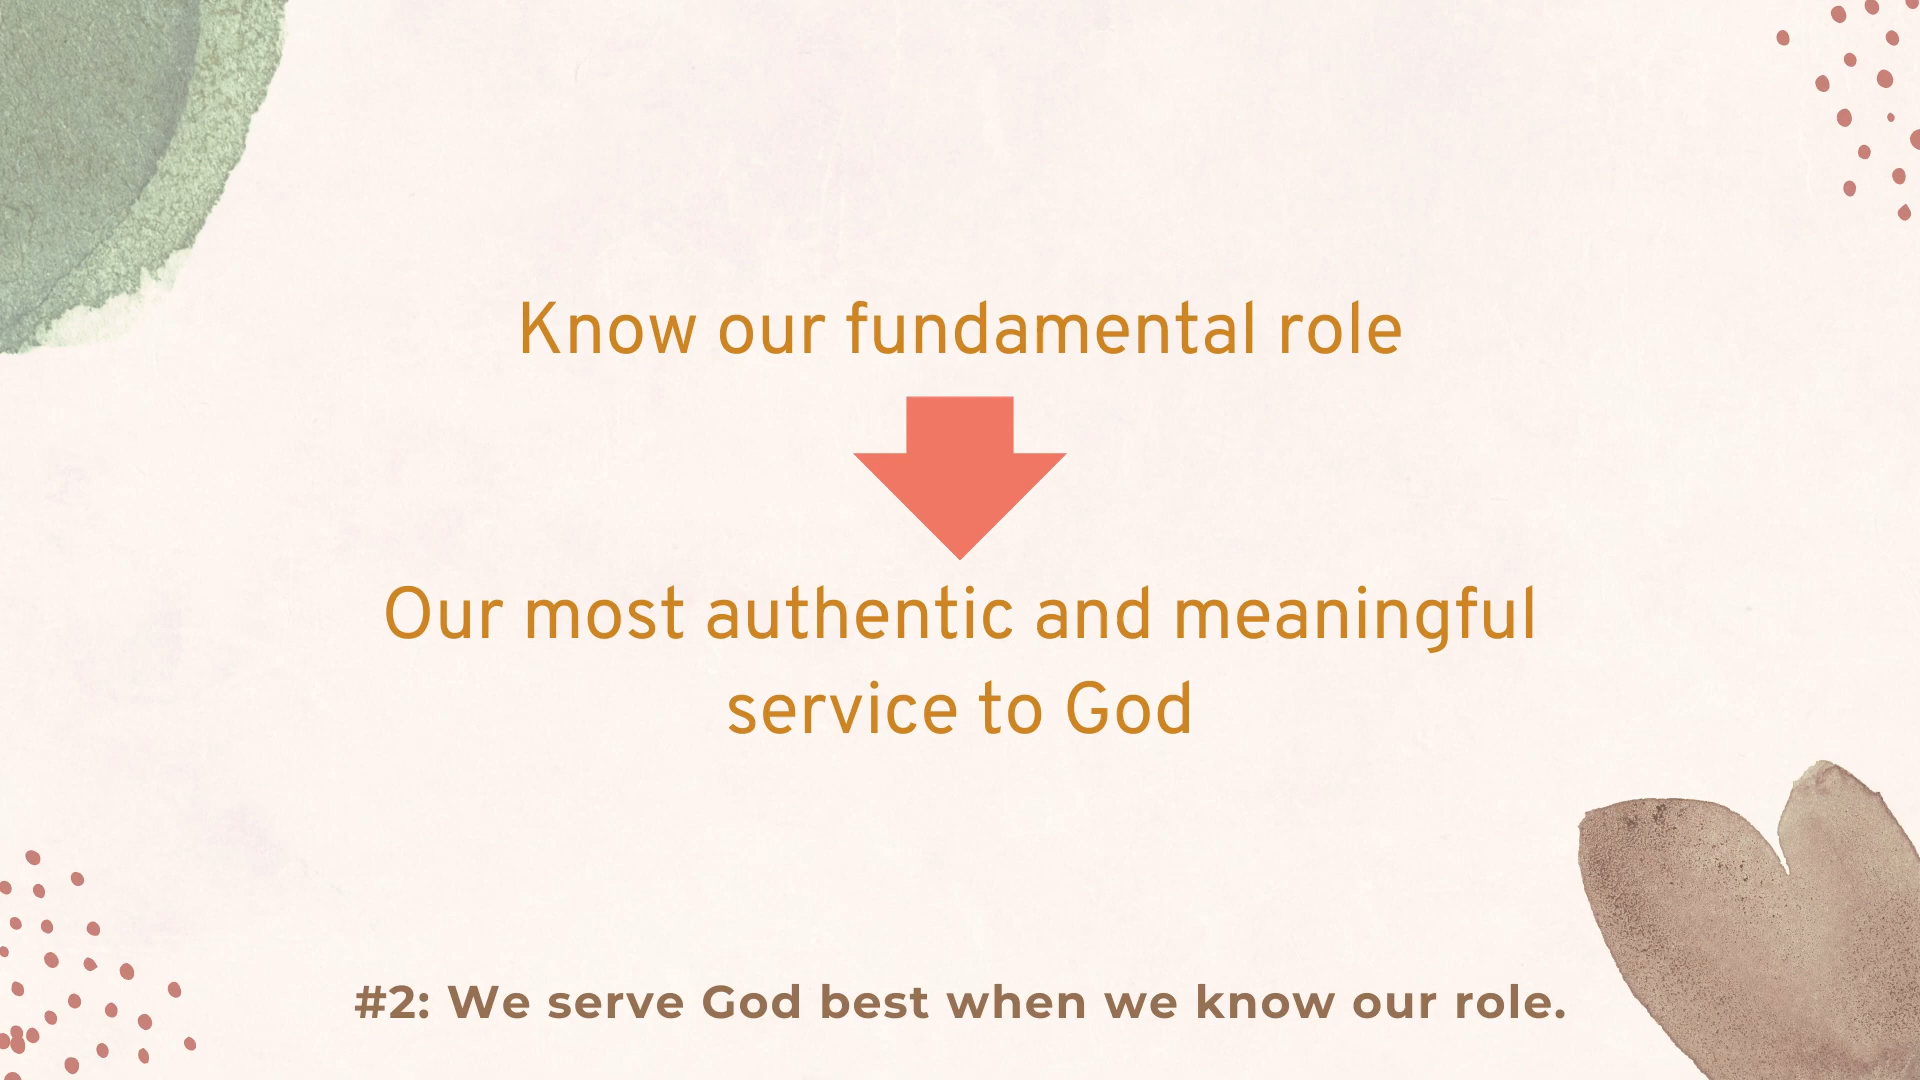 Know our fundamental role
Our most authentic and meaningful
service to God
#2: We serve God best when we know our role.